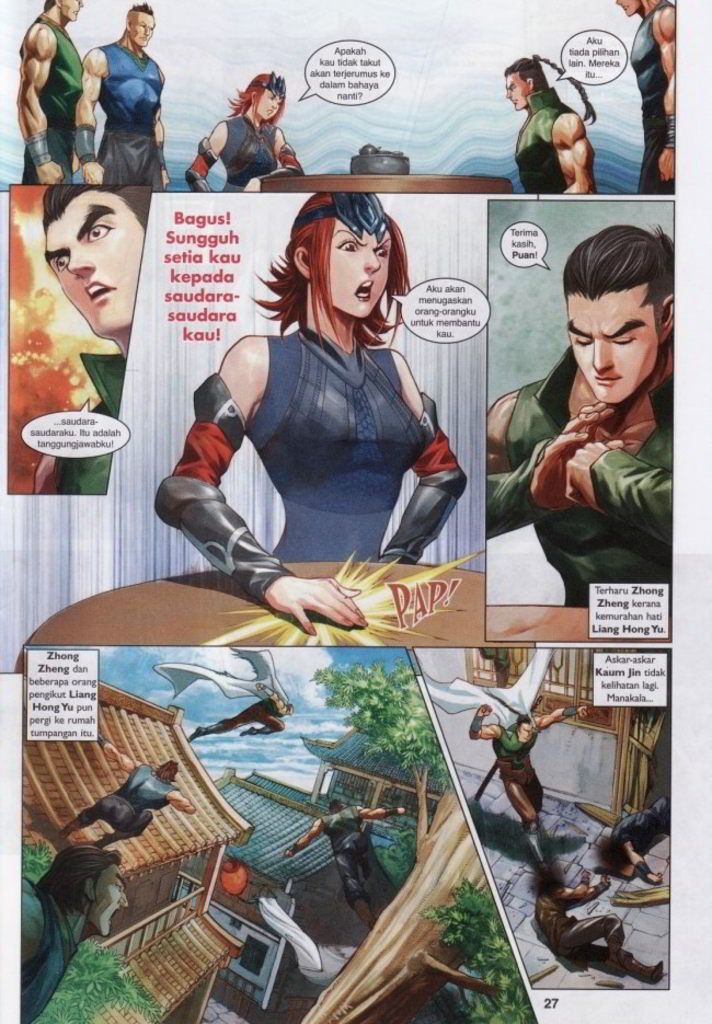 Apakah
kau tidak takut
akan terjerumus ke
dalam bahaya
nanti?
Aku
tiada pilihan
lain. Mereka
itu...
...saudara-
saudaraku. Itu adalah
tanggungjawabku!
Bagus!
Sungguh
setia kau
kepada
saudara-
saudara
kau!
Aku akan
menugaskan
orang-orangku
untuk membantu
kau.
PAP!
Terima
kasih,
Puan!
Terharu Zhong
Zheng kerana
kemurahan hati
Liang Hong Yu.
Zhong
Zheng dan
beberapa orang
pengikut Liang
Hong Yu pun
pergi ke rumah
tumpangan itu.
Askar-askar
Kaum Jin tidak
kelihatan lagi.
Manakala...
27